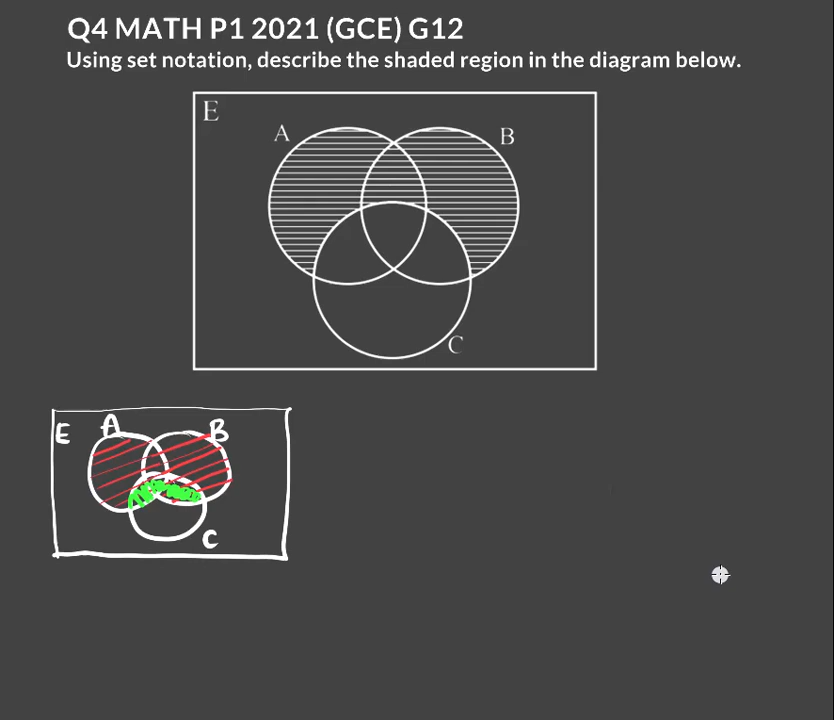 Q4 MATH P1 2021 (GCE) G12
Using set notation, describe the shaded region in the diagram below.
E
A
B
C
E
A
B
C